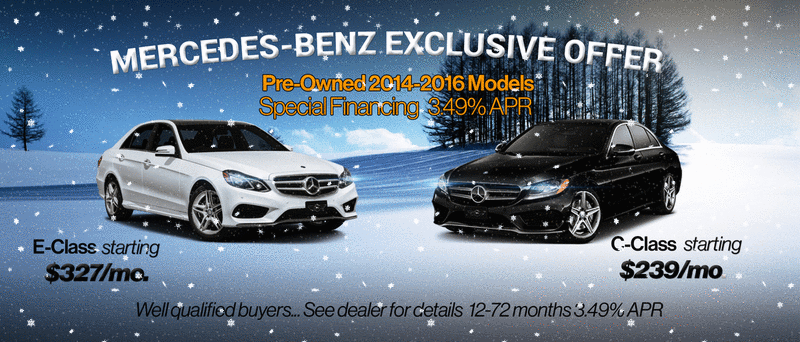 MERCEDES-BENZ EXCLUSIVE OFFER
Pre-Owned 2014-2016 Models
Special Financing 3.49% APR
E-Class starting
$327/mo.
C-Class starting
$239/mo
Well qualified buyers... See dealer for details 12-72 months 3.49% APR